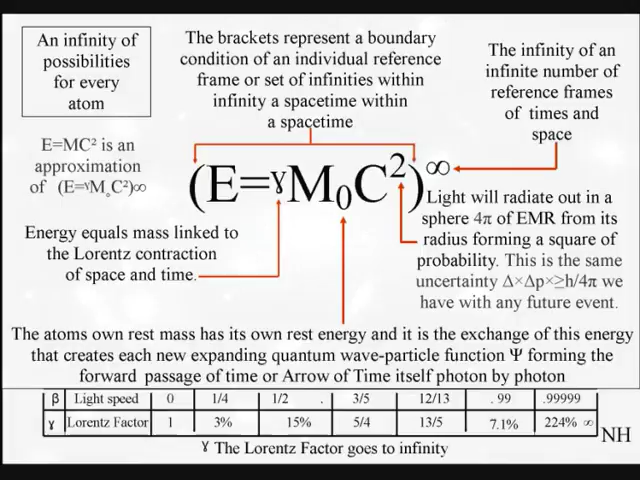 An infinity of
possibilities
for every
atom
The brackets represent a boundary
condition of an individual reference
frame or set of infinities within
infinity a spacetime within
a spacetime
The infinity of an
infinite number of
reference frames
of times and
space
E=MC² is an
approximation
of (E=ˠM˳C²)∞
(E=ɤM₀C²)∞
Energy equals mass linked to
the Lorentz contraction
of space and time.
Light will radiate out in a
sphere 4π of EMR from its
radius forming a square of
probability. This is the same
uncertainty Δ×Δp×≥h/4π we
have with any future event.
The atoms own rest mass has its own rest energy and it is the exchange of this energy
that creates each new expanding quantum wave-particle function Ψ forming the
forward passage of time or Arrow of Time itself photon by photon
β Light speed 0 1/4 1/2 . 3/5 12/13 . 99 .99999
ɤ Lorentz Factor 1 3% 15% 5/4 13/5 7.1% 224% ∞
NH
ɤ The Lorentz Factor goes to infinity